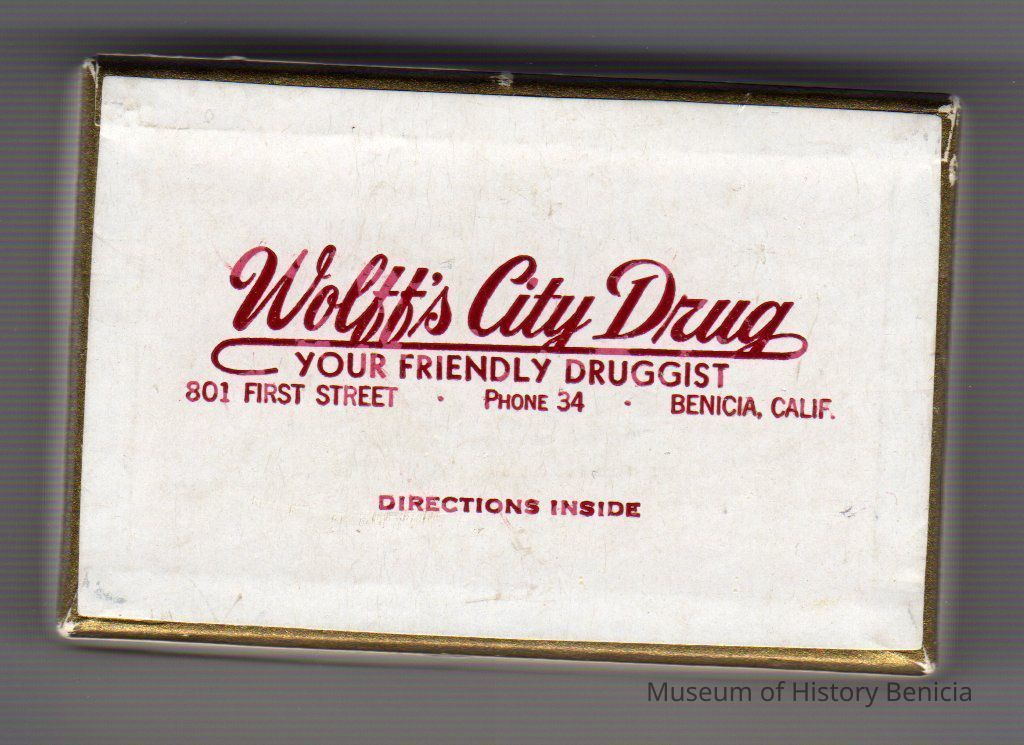 Wolff's City Drug
YOUR FRIENDLY DRUGGIST
801 FIRST STREET · PHONE 34 · BENICIA, CALIF.
DIRECTIONS INSIDE
Museum of History Benicia